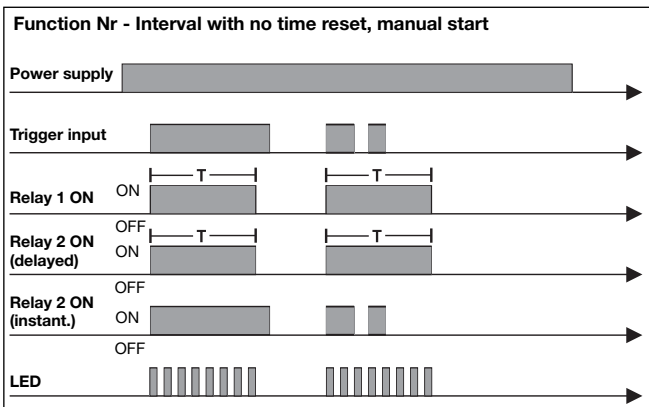 Function Nr - Interval with no time reset, manual start
Power supply
Trigger input
T T
Relay 1 ON ON
OFF
T T
Relay 2 ON
(delayed) ON
OFF
Relay 2 ON
(instant.) ON
OFF
LED